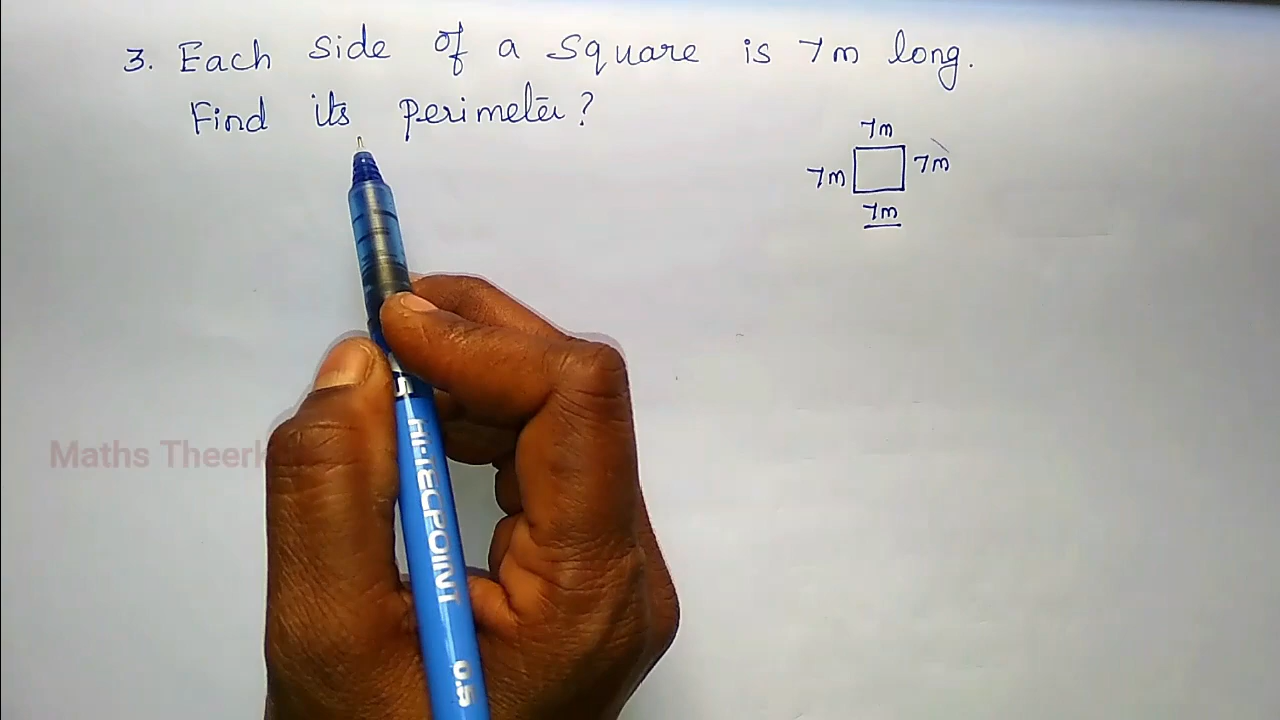 3. Each side of a square is 7m long.
Find its perimeter?
7m
7m
7m
7m
Maths Theerk
HI-TECPOINT 0.5